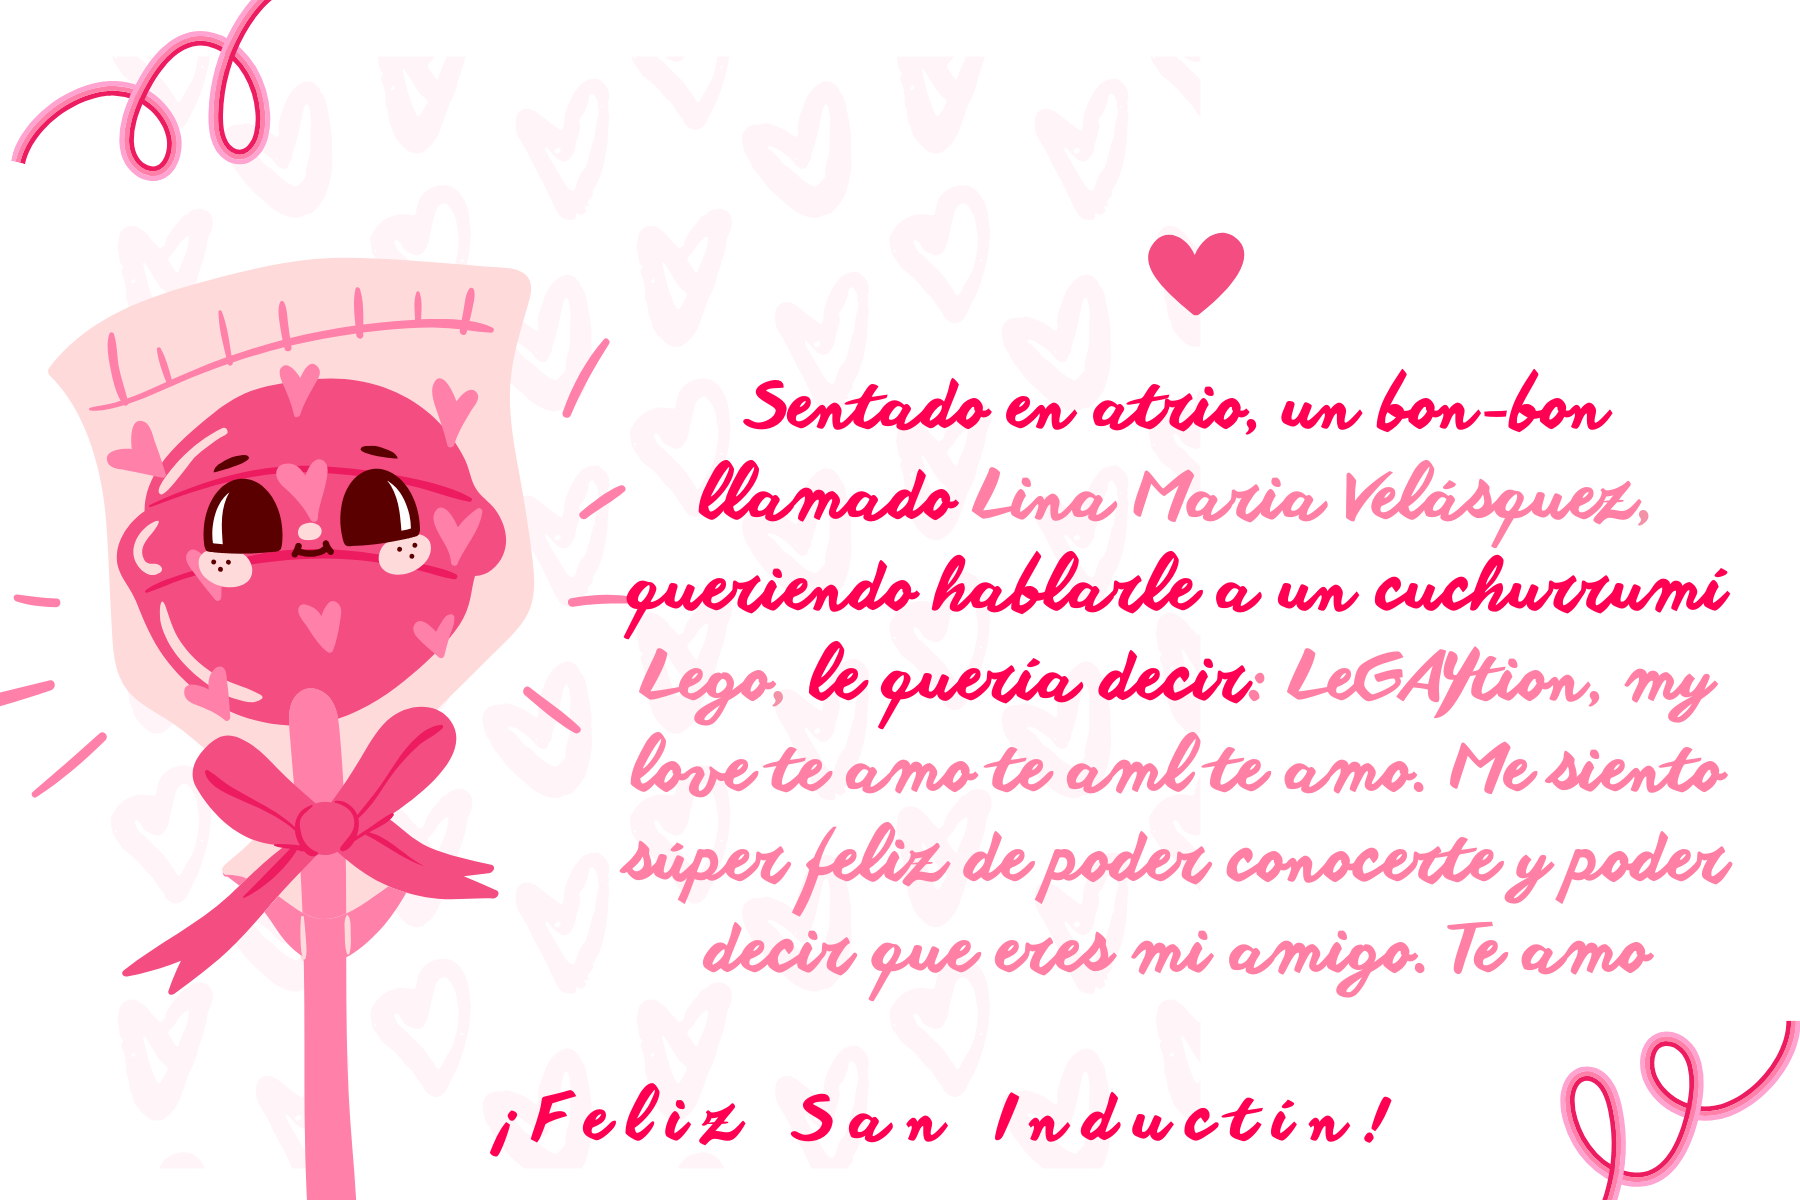 Sentado en atrio, un bon-bon
llamado Lina Maria Velásquez,
queriendo hablarle a un cuchurrumí
Lego, le quería decir: LeGAYtion, my
love te amo te aml te amo. Me siento
súper feliz de poder conocerte y poder
decir que eres mi amigo. Te amo
¡Feliz San Inductín!